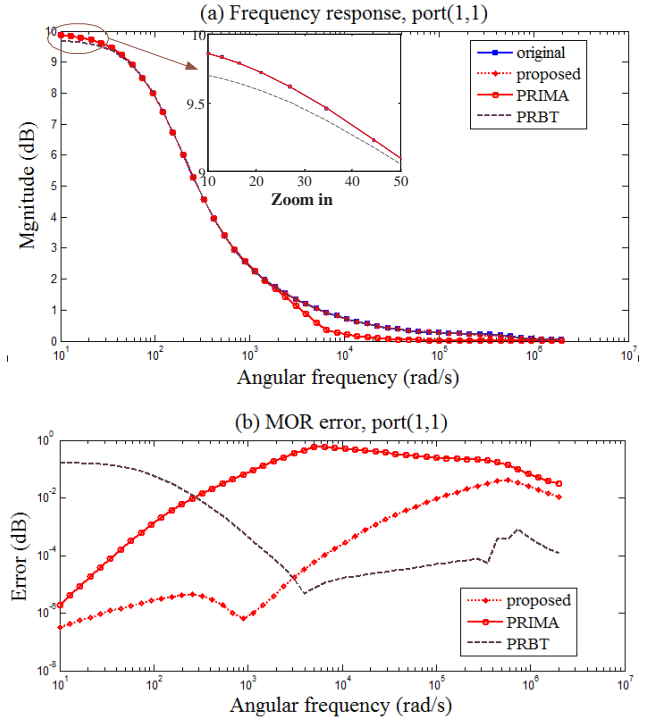 (a) Frequency response, port(1,1)
Mgnitude (dB)
10
9
8
7
6
5
4
3
2
1
0
10
9.5
9
10 20 30 40 50
Zoom in
original
proposed
PRIMA
PRBT
10^1 10^2 10^3 10^4 10^5 10^6 10^7
Angular frequency (rad/s)
(b) MOR error, port(1,1)
Error (dB)
10^0
10^-2
10^-4
10^-6
10^-8
proposed
PRIMA
PRBT
10^1 10^2 10^3 10^4 10^5 10^6 10^7
Angular frequency (rad/s)